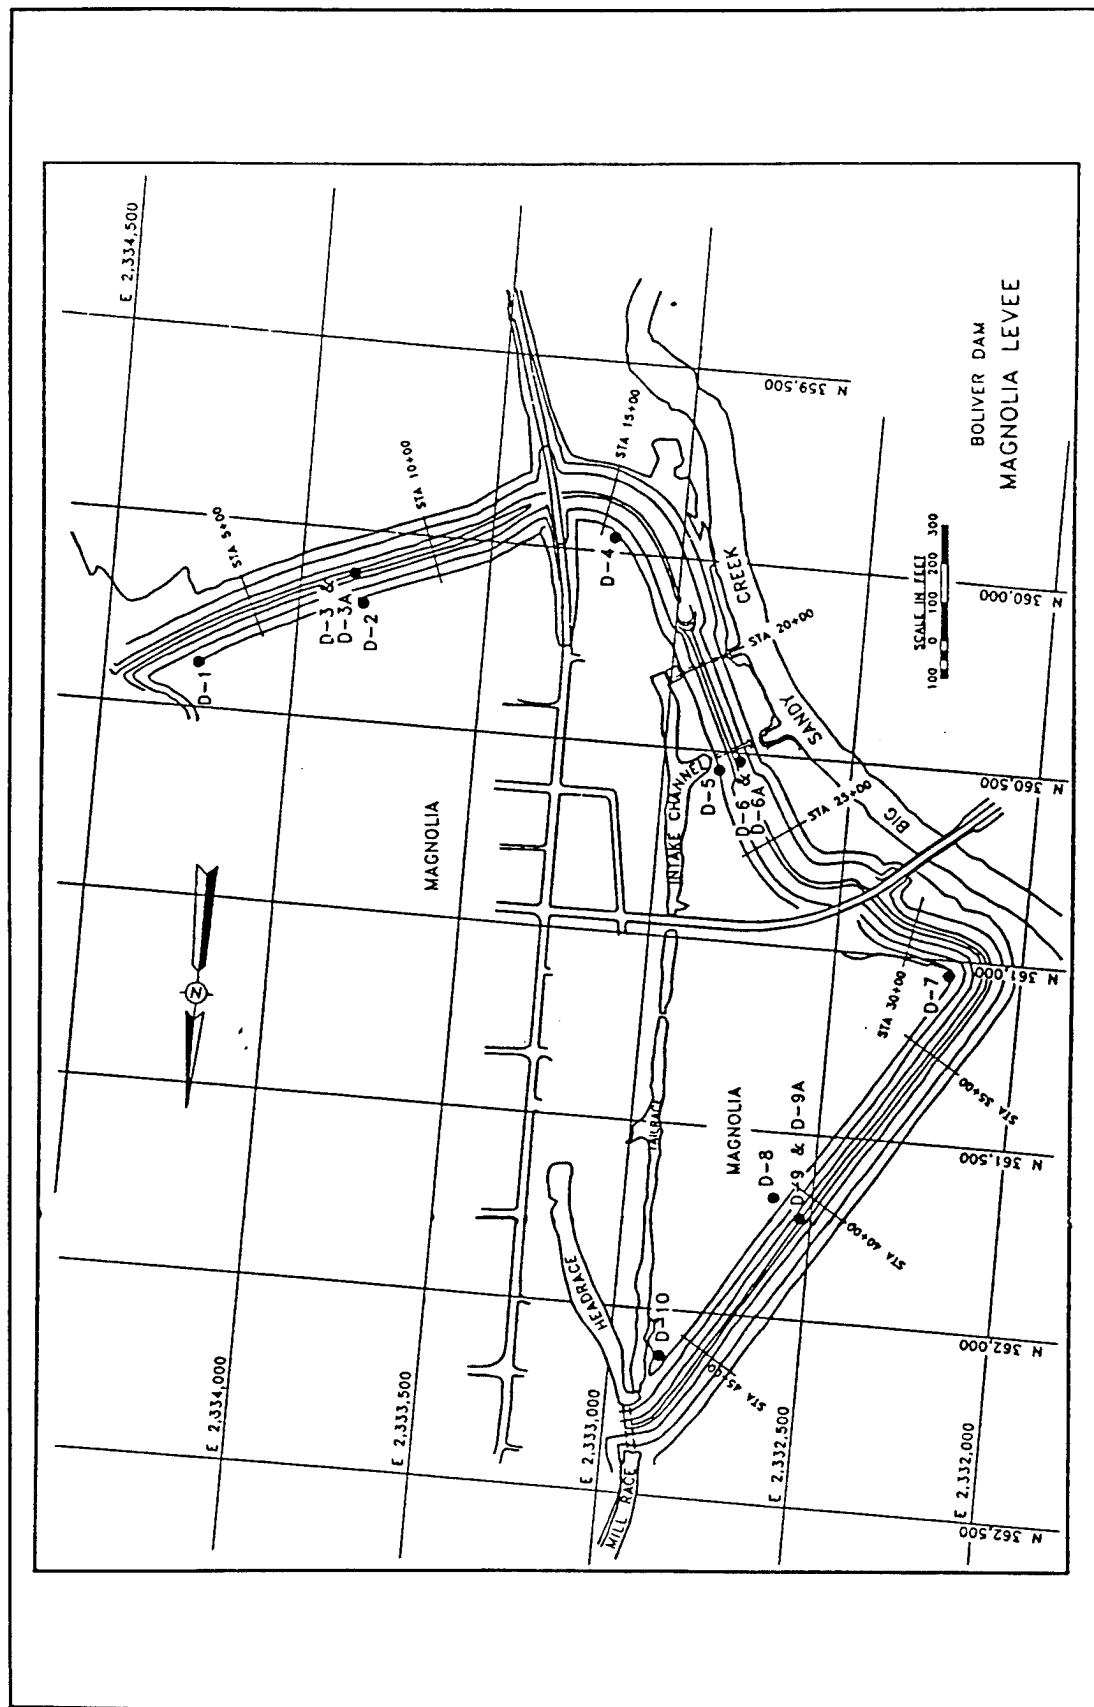 BOLIVER DAM
MAGNOLIA LEVEE
SCALE IN FEET
100 0 100 200 300
E 2,334,500
E 2,334,000
E 2,333,500
E 2,333,000
E 2,332,500
E 2,332,000
N 359,500
N 360,000
N 360,500
N 361,000
N 361,500
N 362,000
N 362,500
STA 5+00
STA 10+00
STA 15+00
STA 20+00
STA 25+00
STA 30+00
STA 35+00
STA 40+00
STA 45+00
D-1
D-2
D-3 &
D-3A
D-4
D-5
D-6 &
D-6A
D-7
D-8
D-9 & D-9A
D-10
MAGNOLIA
MAGNOLIA
N
INTAKE CHANNEL
TAILRACE
HEADRACE
MILL RACE
BIG
SANDY
CREEK